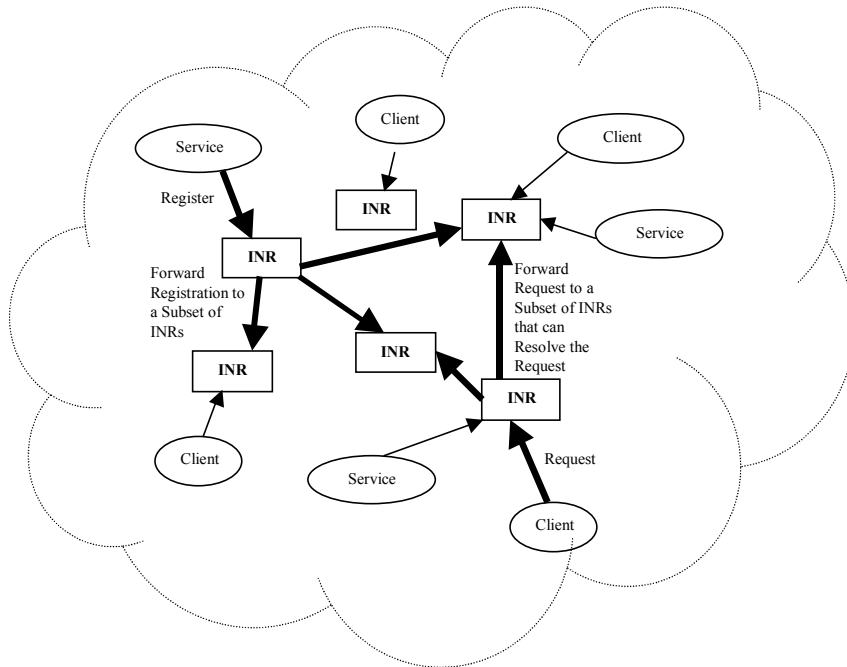 Client
Service
Client
Register
INR
INR
Service
INR
Forward
Registration to
a Subset of
INRs
Forward
Request to a
Subset of INRs
that can
Resolve the
Request
INR
INR
INR
Client
Service
Request
Client